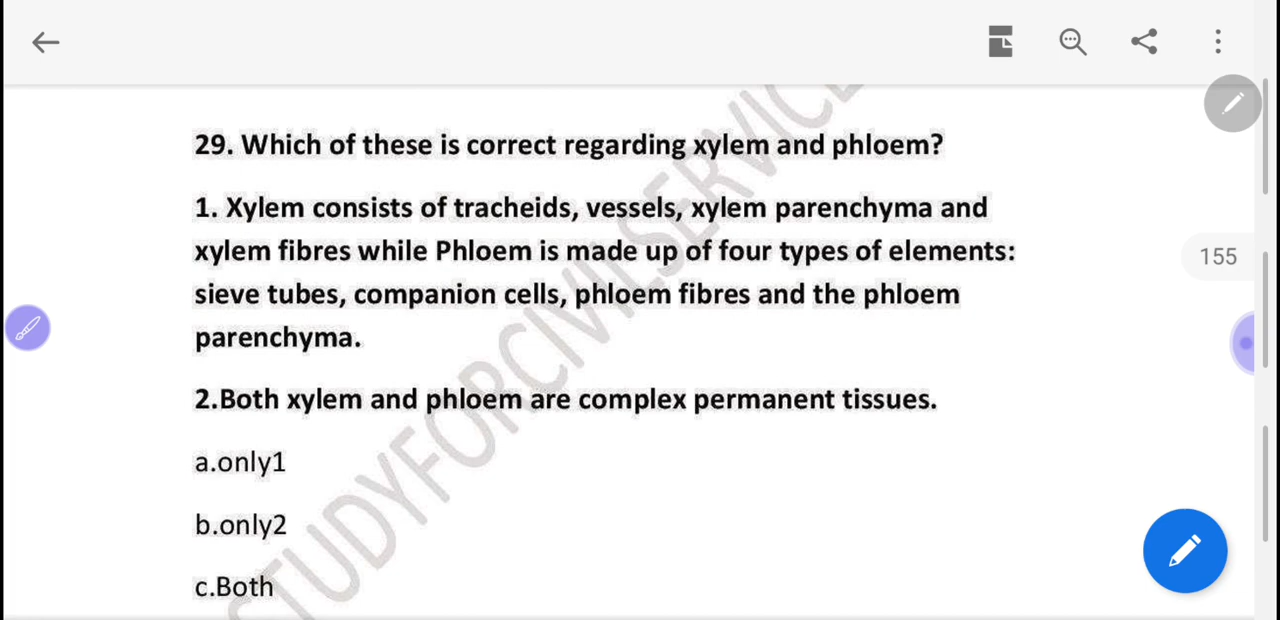 29. Which of these is correct regarding xylem and phloem?
1. Xylem consists of tracheids, vessels, xylem parenchyma and
xylem fibres while Phloem is made up of four types of elements:
155
sieve tubes, companion cells, phloem fibres and the phloem
parenchyma.
2.Both xylem and phloem are complex permanent tissues.
a.only1
b.only2
c.Both
STUDYFORCIVILSERVICE